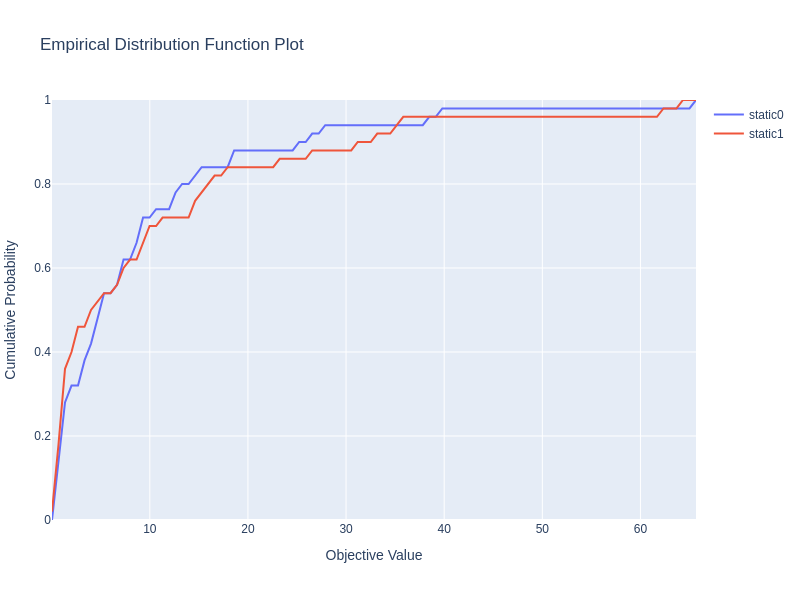 Empirical Distribution Function Plot
1
0.8
0.6
0.4
0.2
0
10
20
30
40
50
60
Cumulative Probability
Objective Value
static0
static1